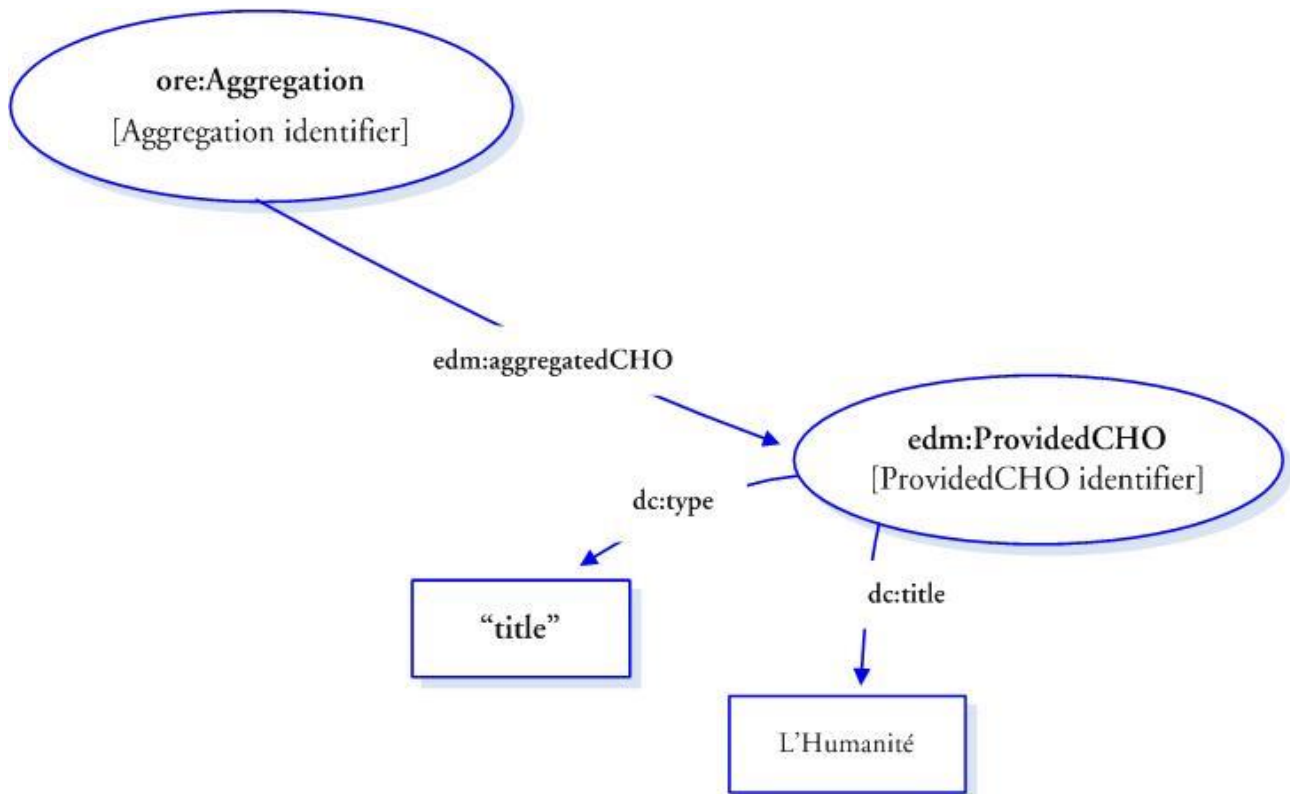 ore:Aggregation
[Aggregation identifier]
edm:aggregatedCHO
edm:ProvidedCHO
[ProvidedCHO identifier]
dc:type
“title”
dc:title
L’Humanité